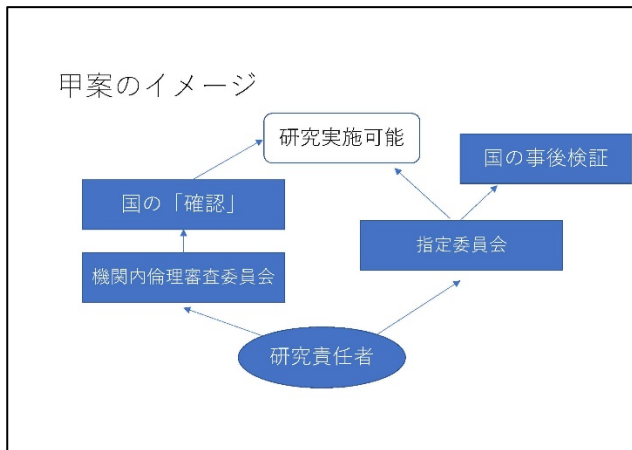 甲案のイメージ
研究実施可能
国の事後検証
国の「確認」
指定委員会
機関内倫理審査委員会
研究責任者